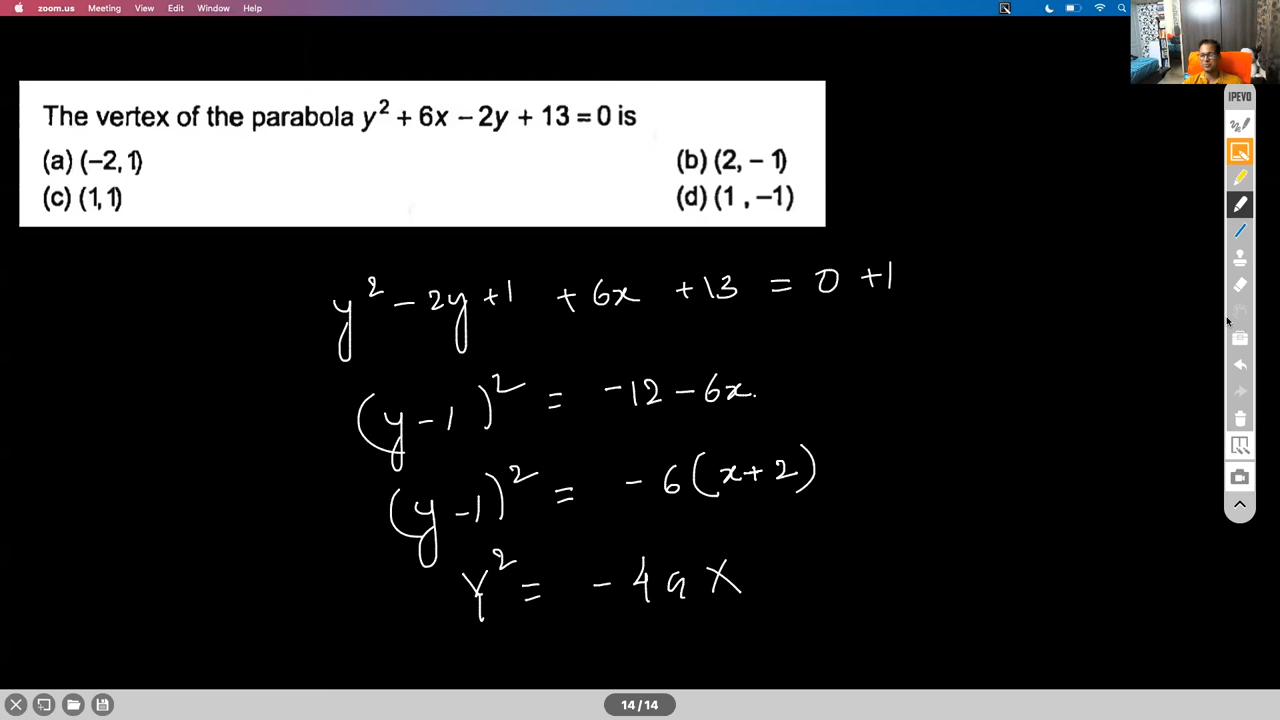 zoom.us Meeting View Edit Window Help
The vertex of the parabola y² + 6x − 2y + 13 = 0 is
(a) (−2, 1) (b) (2, − 1)
(c) (1, 1) (d) (1 , −1)
y² − 2y + 1 + 6x + 13 = 0 + 1
(y − 1)² = −12 − 6x.
(y − 1)² = − 6(x + 2)
Y² = − 4 a X
IPEVO
14 / 14